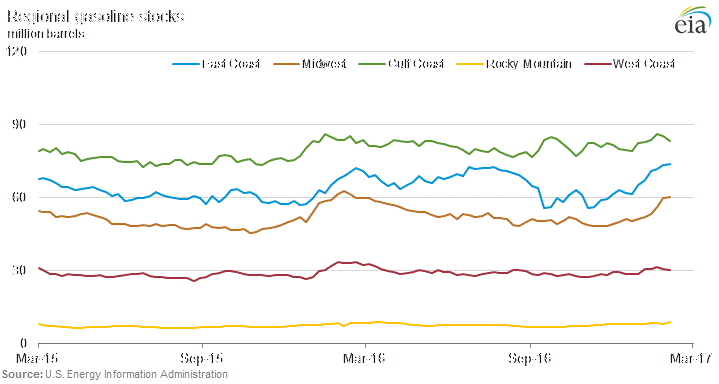 Regional gasoline stocks
million barrels
eia
120
East Coast Midwest Gulf Coast Rocky Mountain West Coast
90
60
30
0
Mar-15 Sep-15 Mar-16 Sep-16 Mar-17
Source: U.S. Energy Information Administration